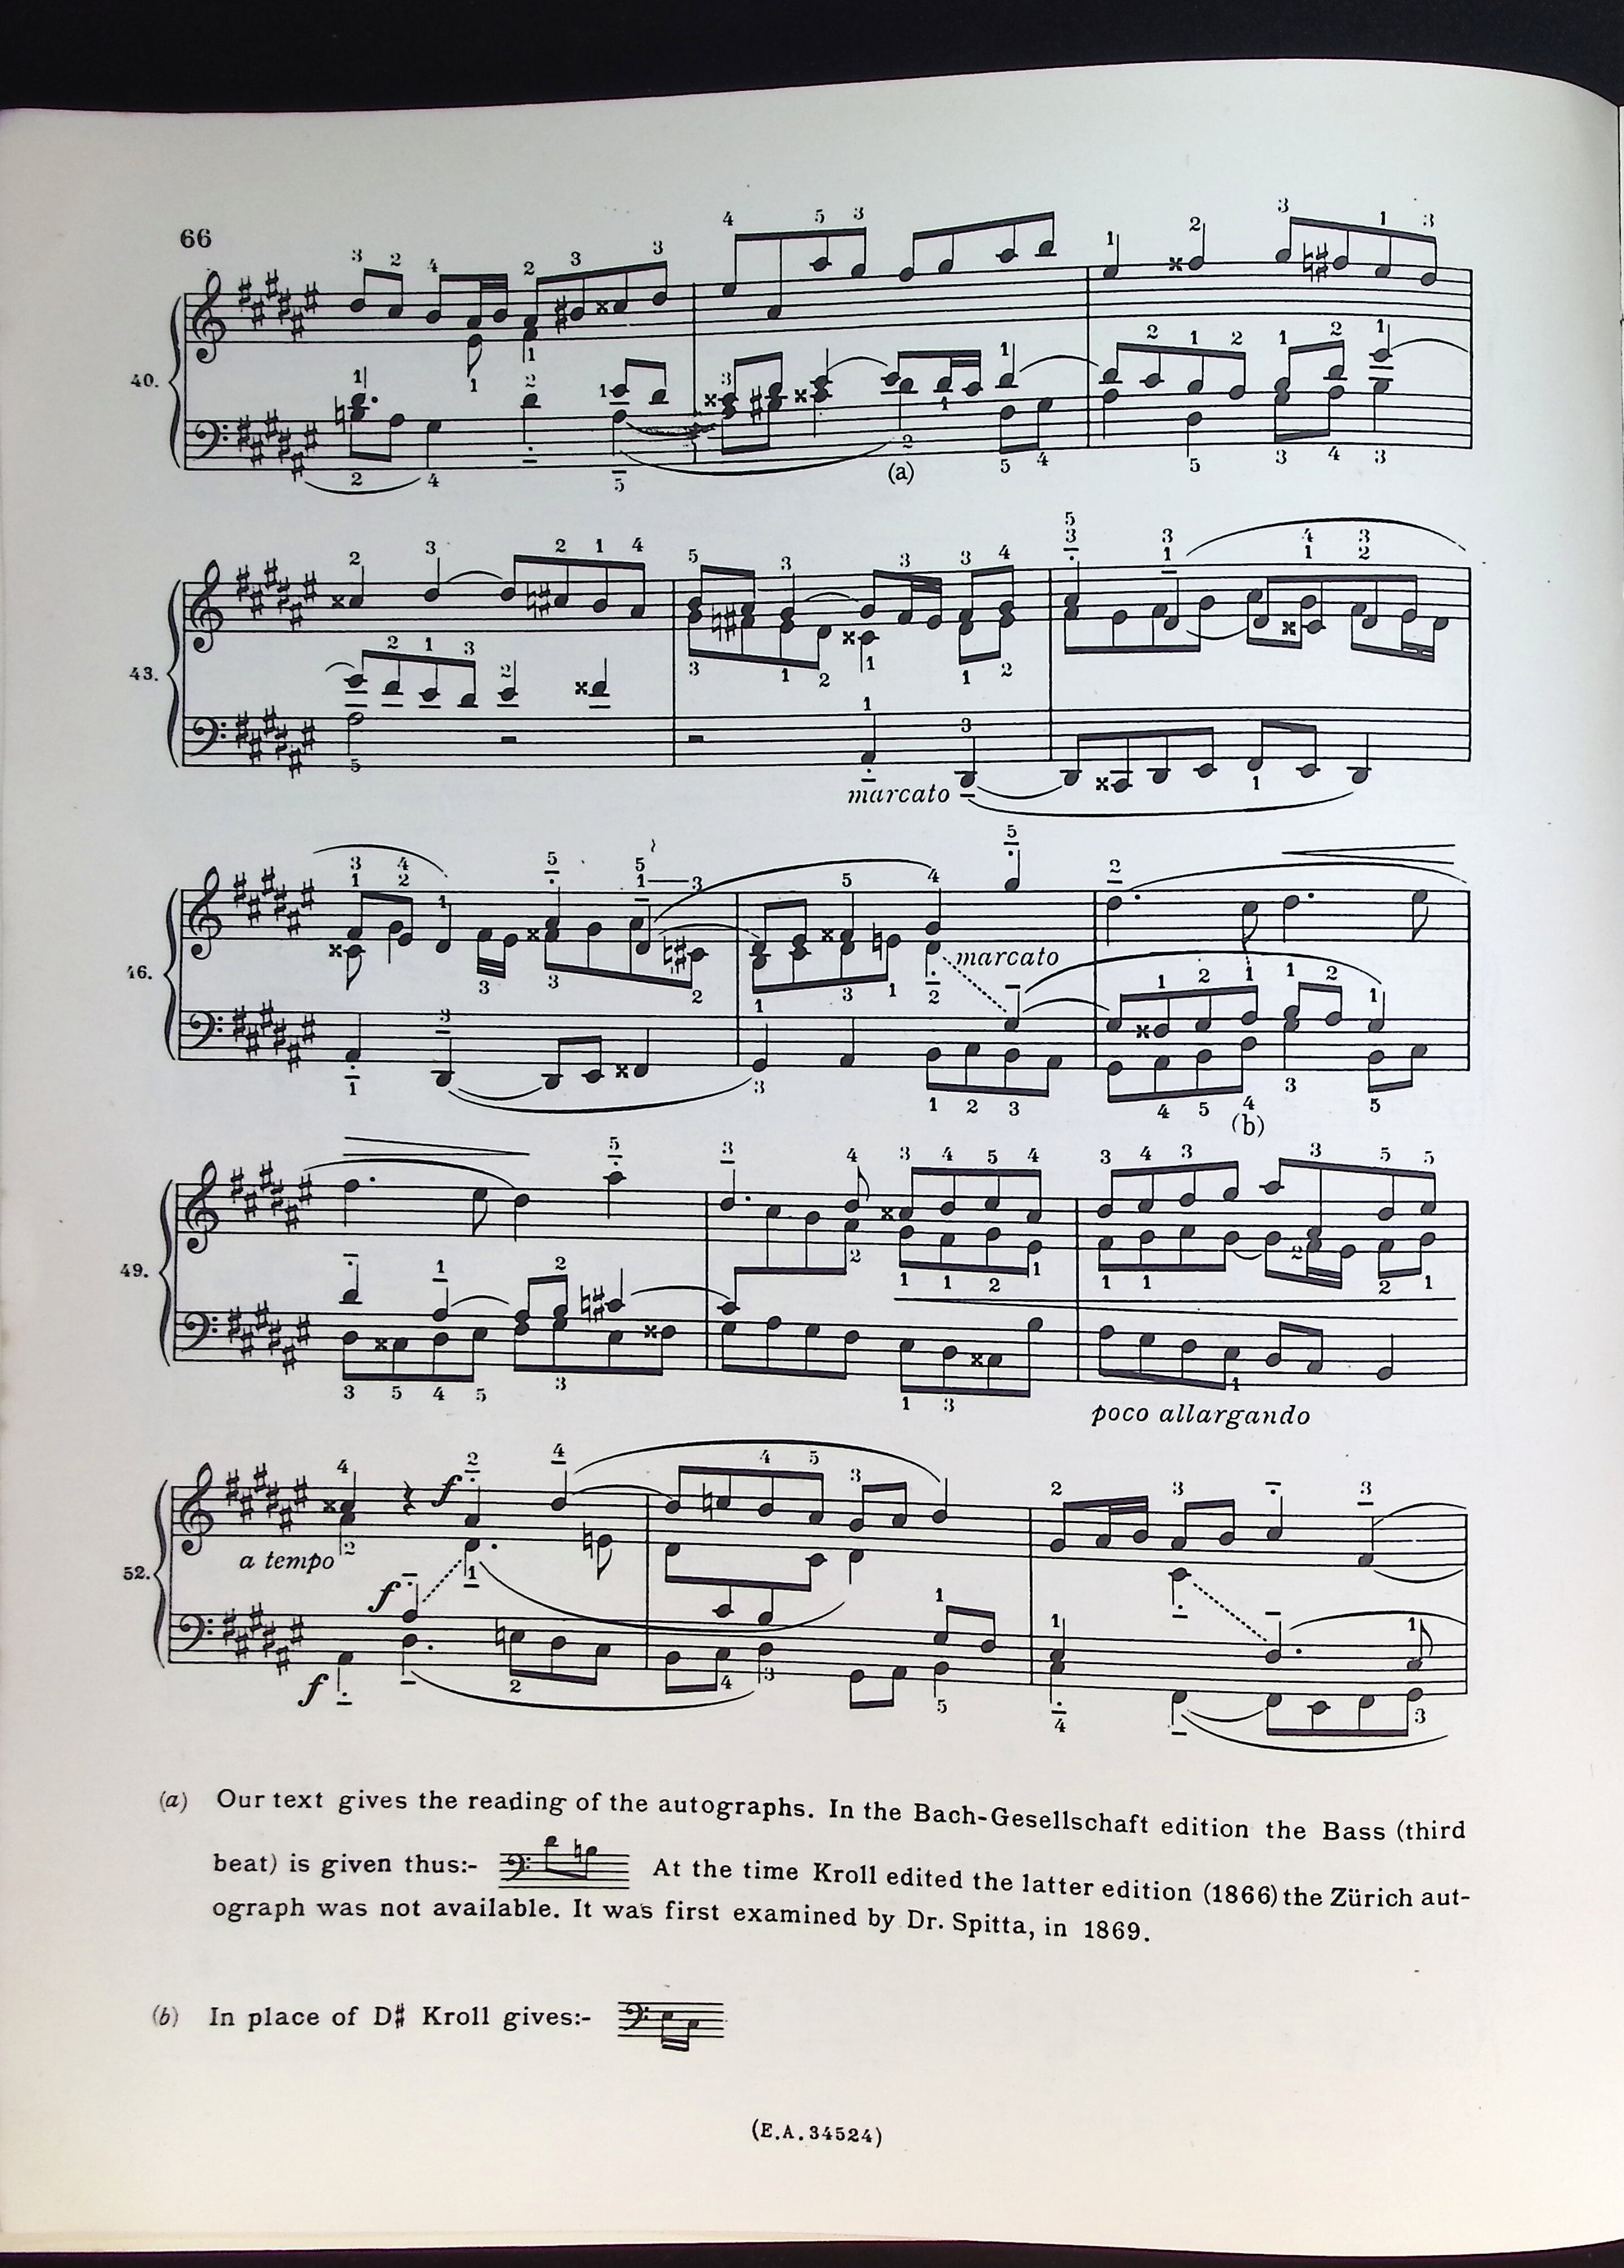 66
40.
(a)
43.
marcato
46.
marcato
(b)
49.
poco allargando
52.
f
a tempo
f
f
(a) Our text gives the reading of the autographs. In the Bach-Gesellschaft edition the Bass (third
beat) is given thus:- At the time Kroll edited the latter edition (1866) the Zürich aut-
ograph was not available. It was first examined by Dr. Spitta, in 1869.
(b) In place of D♯ Kroll gives:-
(E.A. 34524)